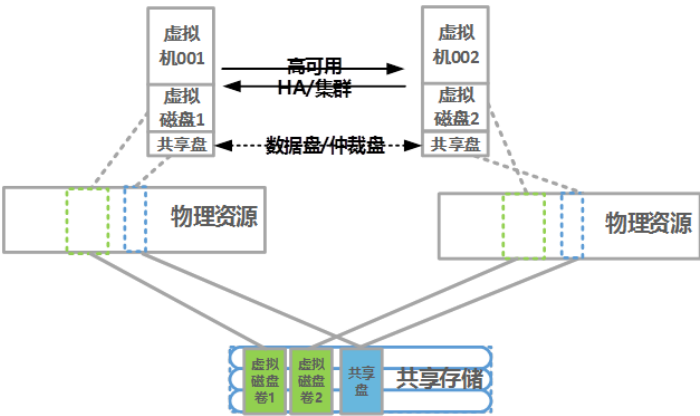 虚拟
机001
虚拟
磁盘1
共享盘
高可用
HA/集群
数据盘/仲裁盘
虚拟
机002
虚拟
磁盘2
共享盘
物理资源
物理资源
虚拟
磁盘
卷1
虚拟
磁盘
卷2
共享
盘
共享存储